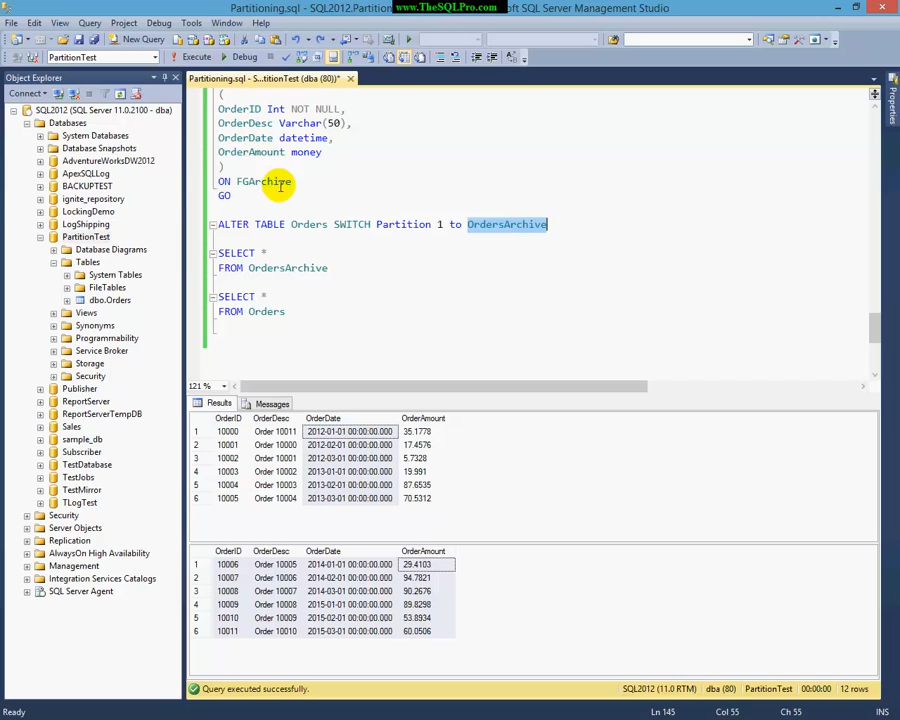 Partitioning.sql - SQL2012.Partition
www.TheSQLPro.com
soft SQL Server Management Studio
File Edit View Query Project Debug Tools Window Help
New Query
PartitionTest
Execute
Debug
Object Explorer
Partitioning.sql - S...titionTest (dba (80))*
Properties
Connect
SQL2012 (SQL Server 11.0.2100 - dba)
Databases
System Databases
Database Snapshots
AdventureWorksDW2012
ApexSQLLog
BACKUPTEST
ignite_repository
LockingDemo
LogShipping
PartitionTest
Database Diagrams
Tables
System Tables
FileTables
dbo.Orders
Views
Synonyms
Programmability
Service Broker
Storage
Security
Publisher
ReportServer
ReportServerTempDB
Sales
sample_db
Subscriber
TestDatabase
TestJobs
TestMirror
TLogTest
Security
Server Objects
Replication
AlwaysOn High Availability
Management
Integration Services Catalogs
SQL Server Agent
(
OrderID Int NOT NULL,
OrderDesc Varchar(50),
OrderDate datetime,
OrderAmount money
)
ON FGArchive
GO
ALTER TABLE Orders SWITCH Partition 1 to OrdersArchive
SELECT *
FROM OrdersArchive
SELECT *
FROM Orders
121 %
Results Messages
OrderID OrderDesc OrderDate OrderAmount
1 10000 Order 10011 2012-01-01 00:00:00.000 35.1778
2 10001 Order 10000 2012-02-01 00:00:00.000 17.4576
3 10002 Order 10001 2012-03-01 00:00:00.000 5.7328
4 10003 Order 10002 2013-01-01 00:00:00.000 19.991
5 10004 Order 10003 2013-02-01 00:00:00.000 87.6535
6 10005 Order 10004 2013-03-01 00:00:00.000 70.5312
OrderID OrderDesc OrderDate OrderAmount
1 10006 Order 10005 2014-01-01 00:00:00.000 29.4103
2 10007 Order 10006 2014-02-01 00:00:00.000 94.7821
3 10008 Order 10007 2014-03-01 00:00:00.000 90.2676
4 10009 Order 10008 2015-01-01 00:00:00.000 89.8298
5 10010 Order 10009 2015-02-01 00:00:00.000 53.8934
6 10011 Order 10010 2015-03-01 00:00:00.000 60.0506
Query executed successfully.
SQL2012 (11.0 RTM) dba (80) PartitionTest 00:00:00 12 rows
Ready
Ln 145 Col 55 Ch 55 INS